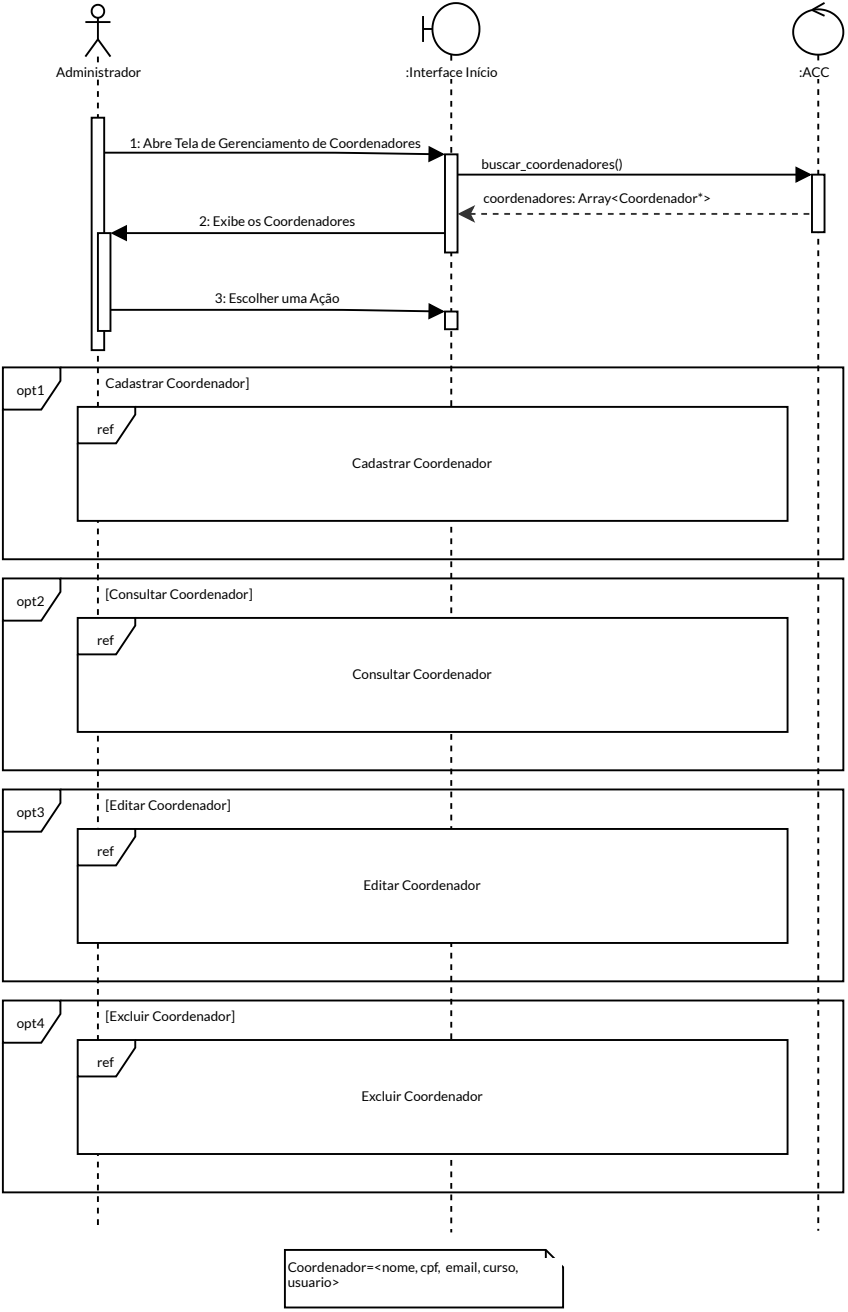 Administrador
:Interface Início
:ACC
1: Abre Tela de Gerenciamento de Coordenadores
buscar_coordenadores()
coordenadores: Array<Coordenador*>
2: Exibe os Coordenadores
3: Escolher uma Ação
opt1
Cadastrar Coordenador]
ref
Cadastrar Coordenador
opt2
[Consultar Coordenador]
ref
Consultar Coordenador
opt3
[Editar Coordenador]
ref
Editar Coordenador
opt4
[Excluir Coordenador]
ref
Excluir Coordenador
Coordenador=<nome, cpf, email, curso,
usuario>